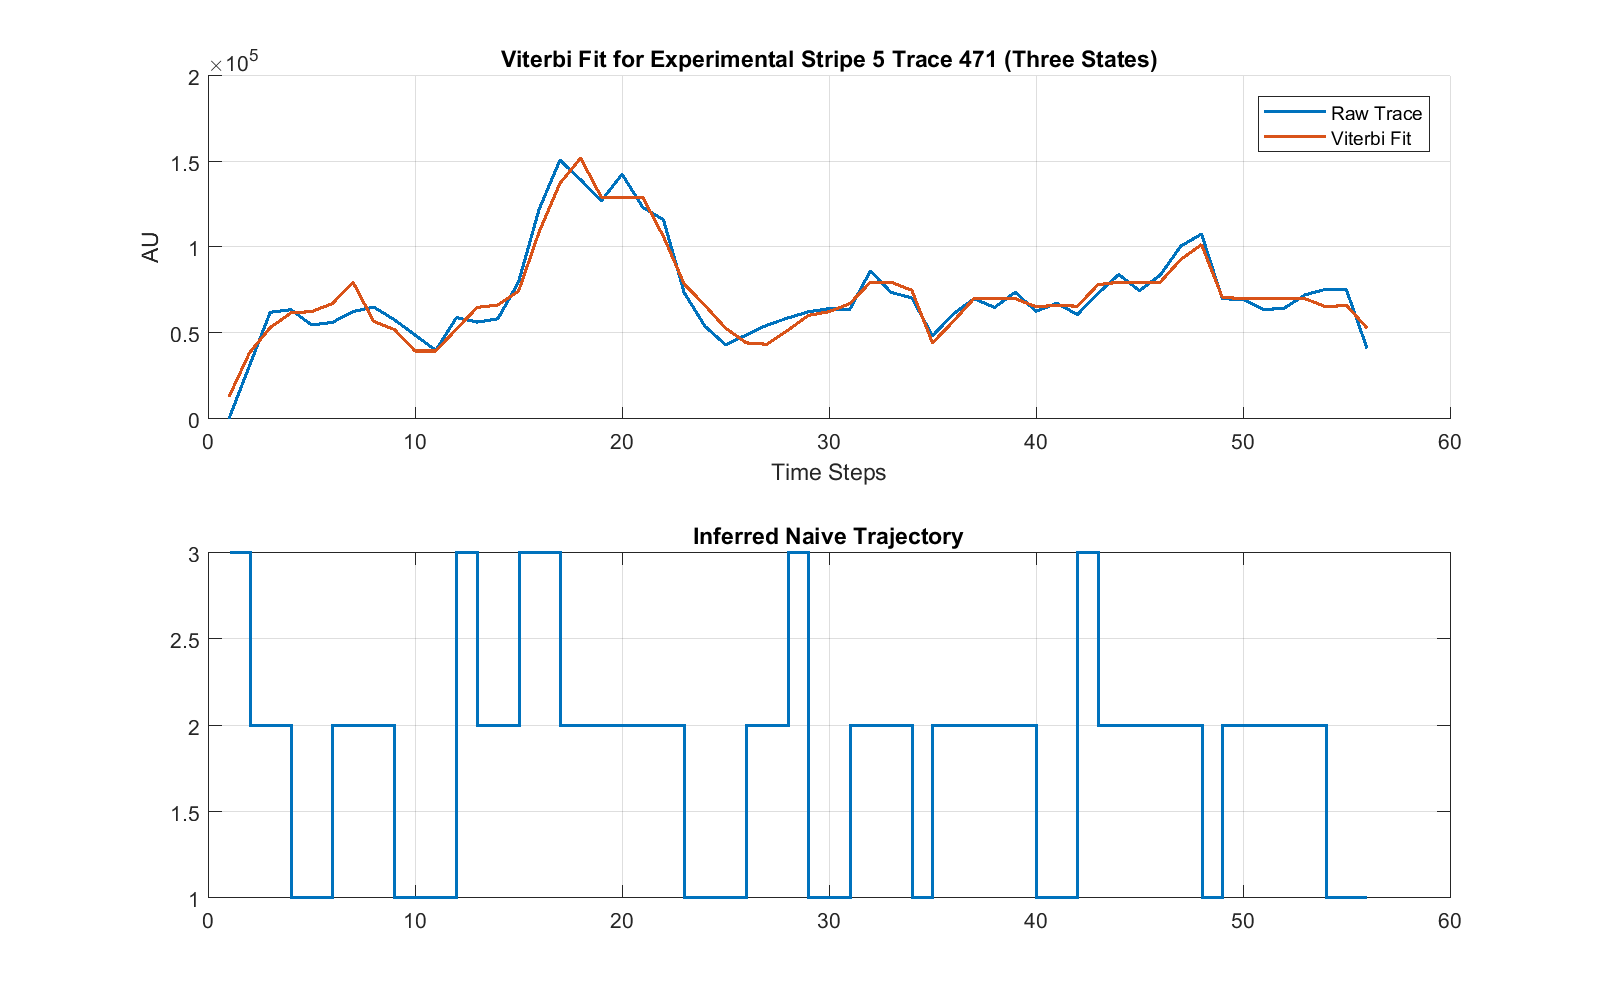 Viterbi Fit for Experimental Stripe 5 Trace 471 (Three States)
×10⁵
2
1.5
1
0.5
0
AU
Raw Trace
Viterbi Fit
0 10 20 30 40 50 60
Time Steps
Inferred Naive Trajectory
3
2.5
2
1.5
1
0 10 20 30 40 50 60